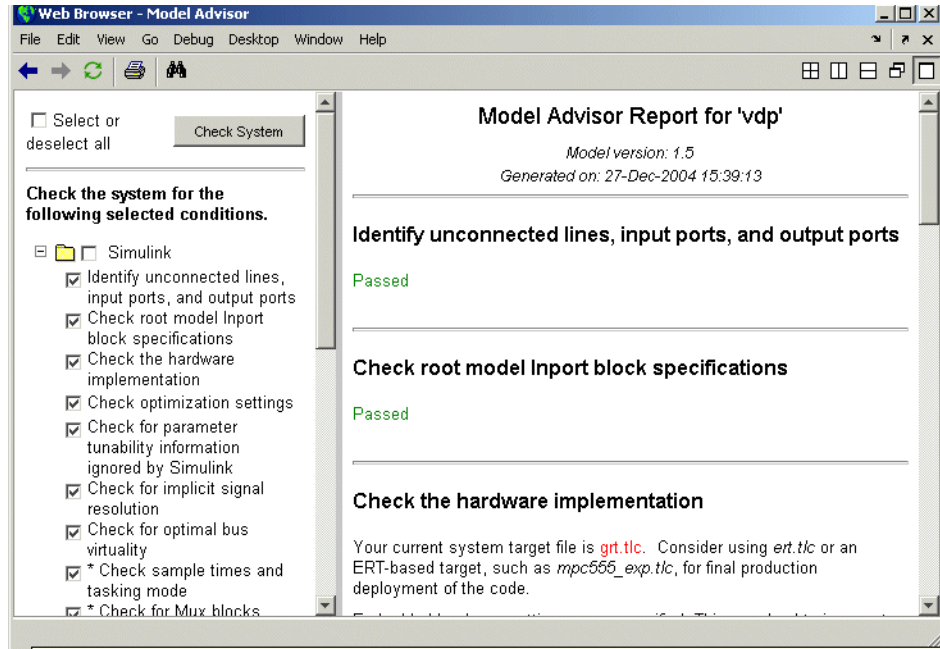 Web Browser - Model Advisor
File Edit View Go Debug Desktop Window Help
Select or
deselect all
Check System
Check the system for the
following selected conditions.
Simulink
Identify unconnected lines,
input ports, and output ports
Check root model Inport
block specifications
Check the hardware
implementation
Check optimization settings
Check for parameter
tunability information
ignored by Simulink
Check for implicit signal
resolution
Check for optimal bus
virtuality
* Check sample times and
tasking mode
* Check for Mux blocks
Model Advisor Report for 'vdp'
Model version: 1.5
Generated on: 27-Dec-2004 15:39:13
Identify unconnected lines, input ports, and output ports
Passed
Check root model Inport block specifications
Passed
Check the hardware implementation
Your current system target file is grt.tlc. Consider using ert.tlc or an
ERT-based target, such as mpc555_exp.tlc, for final production
deployment of the code.